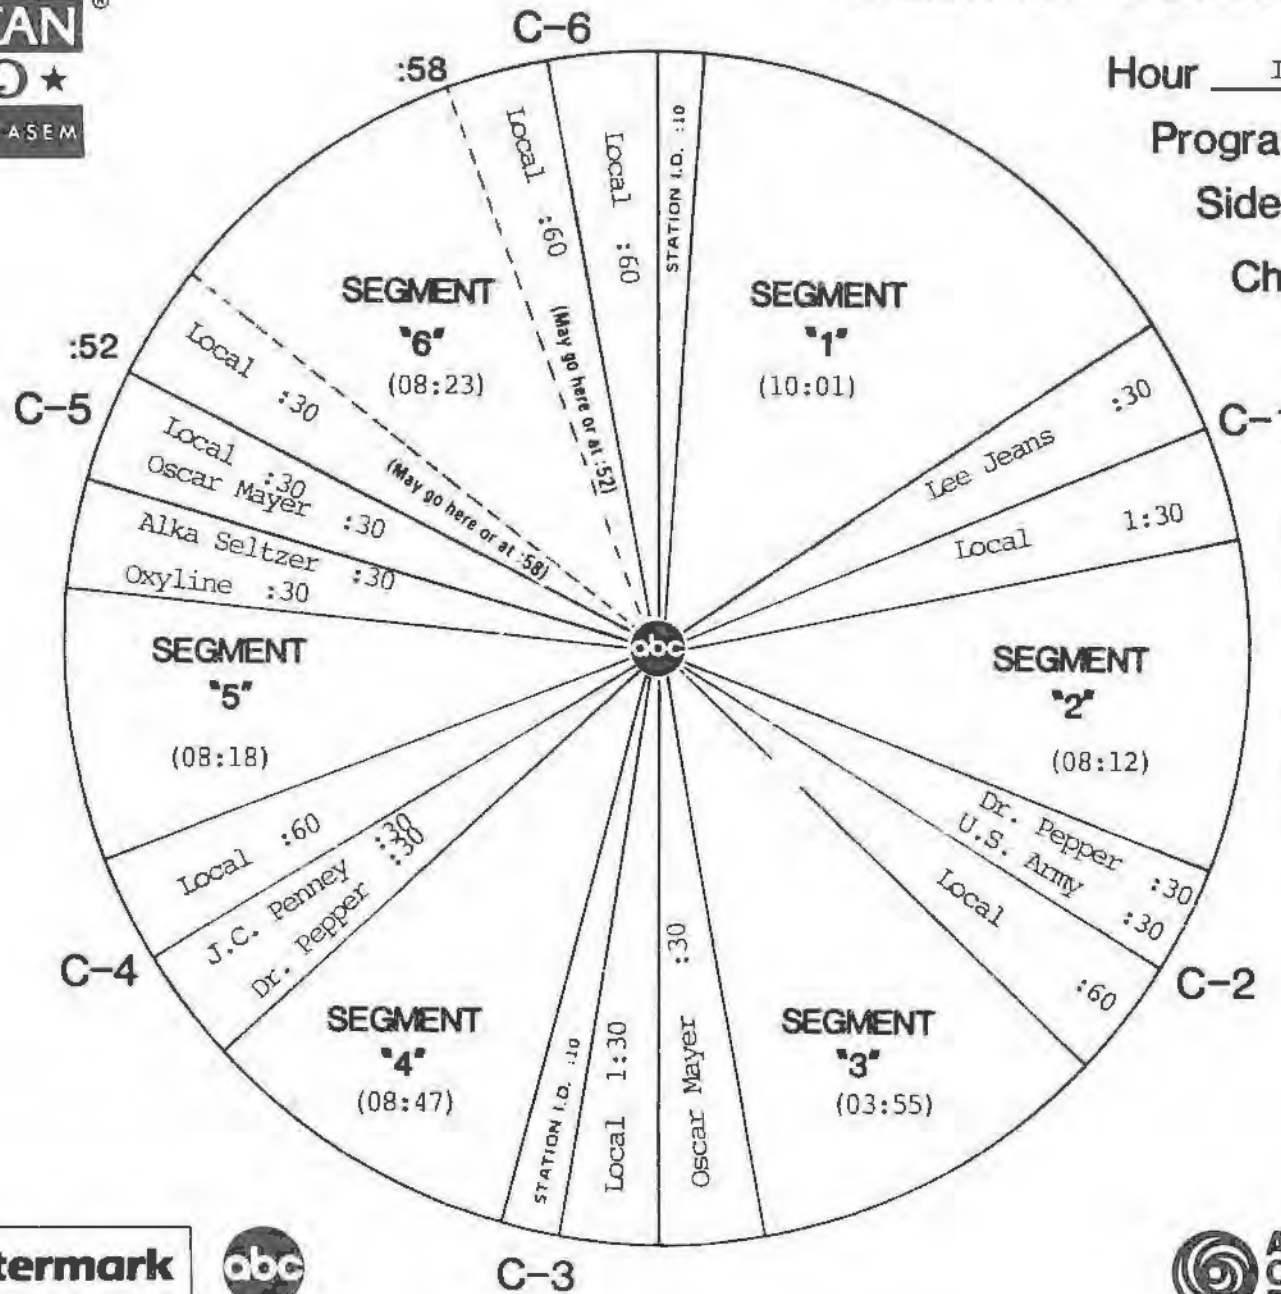 C-6
:58
ASEM
Hour
Local :60
(May go here or at :52)
Local :60
STATION I.D. :10
SEGMENT
"1"
(10:01)
Lee Jeans :30
C-1
Local 1:30
SEGMENT
"2"
(08:12)
Dr. Pepper :30
U.S. Army :30
C-2
Local :60
SEGMENT
"3"
(03:55)
Oscar Mayer :30
C-3
Local 1:30
STATION I.D. :10
SEGMENT
"4"
(08:47)
Dr. Pepper :30
J.C. Penney :30
C-4
Local :60
SEGMENT
"5"
(08:18)
Oxyline :30
Alka Seltzer :30
Oscar Mayer :30
Local :30
C-5
:52
Local :30
(May go here or at :58)
SEGMENT
"6"
(08:23)
abc
termark
abc